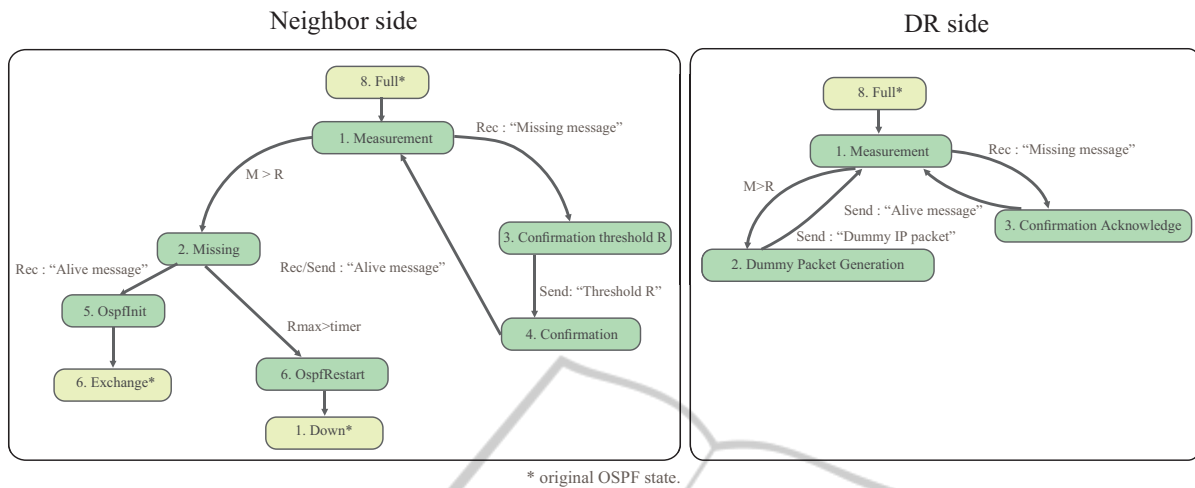 Neighbor side
8. Full*
1. Measurement
Rec : “Missing message”
M > R
3. Confirmation threshold R
2. Missing
Rec : “Alive message”
Rec/Send : “Alive message”
Send: “Threshold R”
5. OspfInit
Rmax>timer
4. Confirmation
6. Exchange*
6. OspfRestart
1. Down*
DR side
8. Full*
1. Measurement
Rec : “Missing message”
M>R
Send : “Alive message”
3. Confirmation Acknowledge
Send : “Dummy IP packet”
2. Dummy Packet Generation
* original OSPF state.